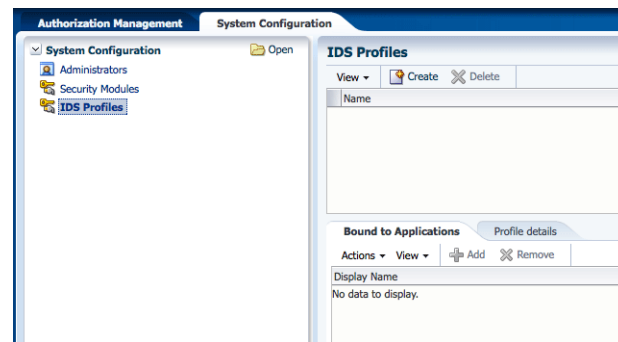 Authorization Management System Configuration
System Configuration Open
Administrators
Security Modules
IDS Profiles
IDS Profiles
View Create Delete
Name
Bound to Applications Profile details
Actions View Add Remove
Display Name
No data to display.